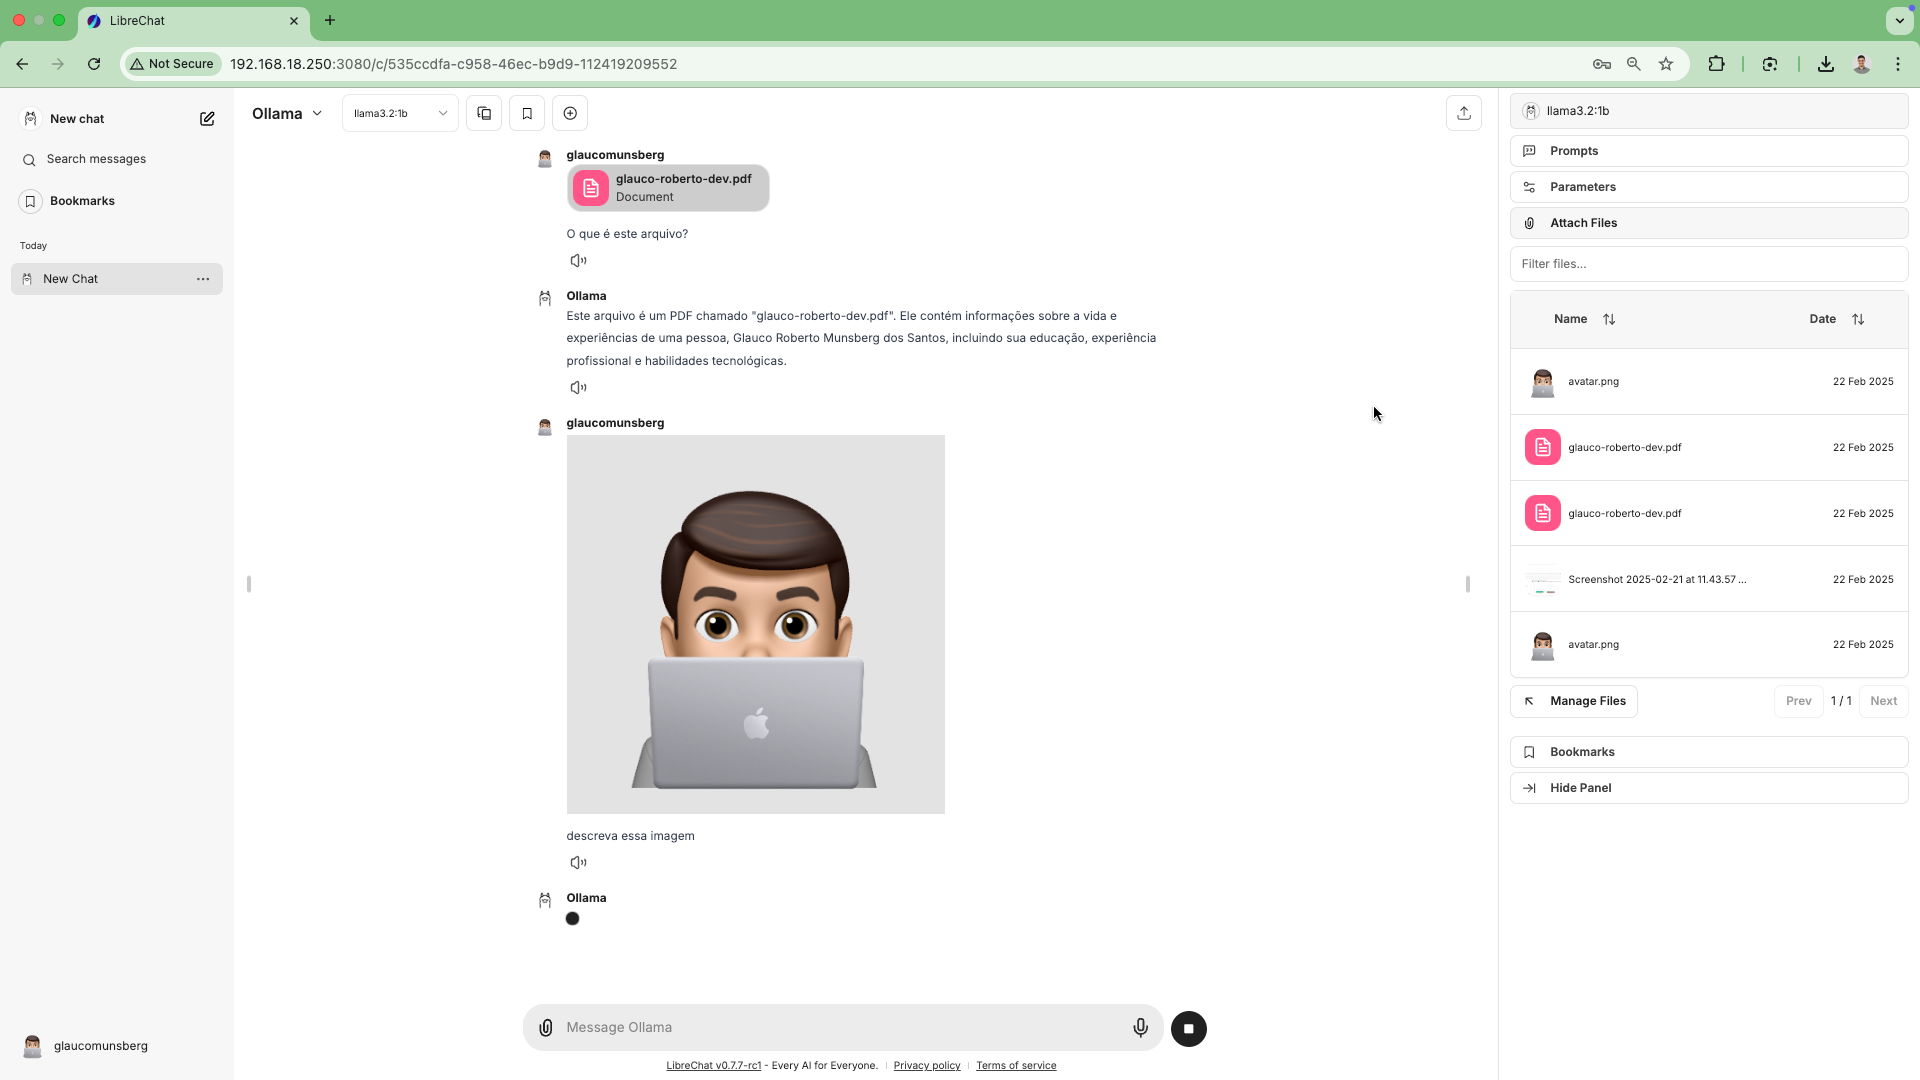 LibreChat
Not Secure
192.168.18.250:3080/c/535ccdfa-c958-46ec-b9d9-112419209552
New chat
Search messages
Bookmarks
Today
New Chat
glaucomunsberg
Ollama
llama3.2:1b
glaucomunsberg
glauco-roberto-dev.pdf
Document
O que é este arquivo?
Ollama
Este arquivo é um PDF chamado "glauco-roberto-dev.pdf". Ele contém informações sobre a vida e
experiências de uma pessoa, Glauco Roberto Munsberg dos Santos, incluindo sua educação, experiência
profissional e habilidades tecnológicas.
glaucomunsberg
descreva essa imagem
Ollama
Message Ollama
LibreChat v0.7.7-rc1 - Every AI for Everyone. Privacy policy Terms of service
llama3.2:1b
Prompts
Parameters
Attach Files
Filter files...
Name Date
avatar.png 22 Feb 2025
glauco-roberto-dev.pdf 22 Feb 2025
glauco-roberto-dev.pdf 22 Feb 2025
Screenshot 2025-02-21 at 11.43.57 ... 22 Feb 2025
avatar.png 22 Feb 2025
Manage Files Prev 1 / 1 Next
Bookmarks
Hide Panel